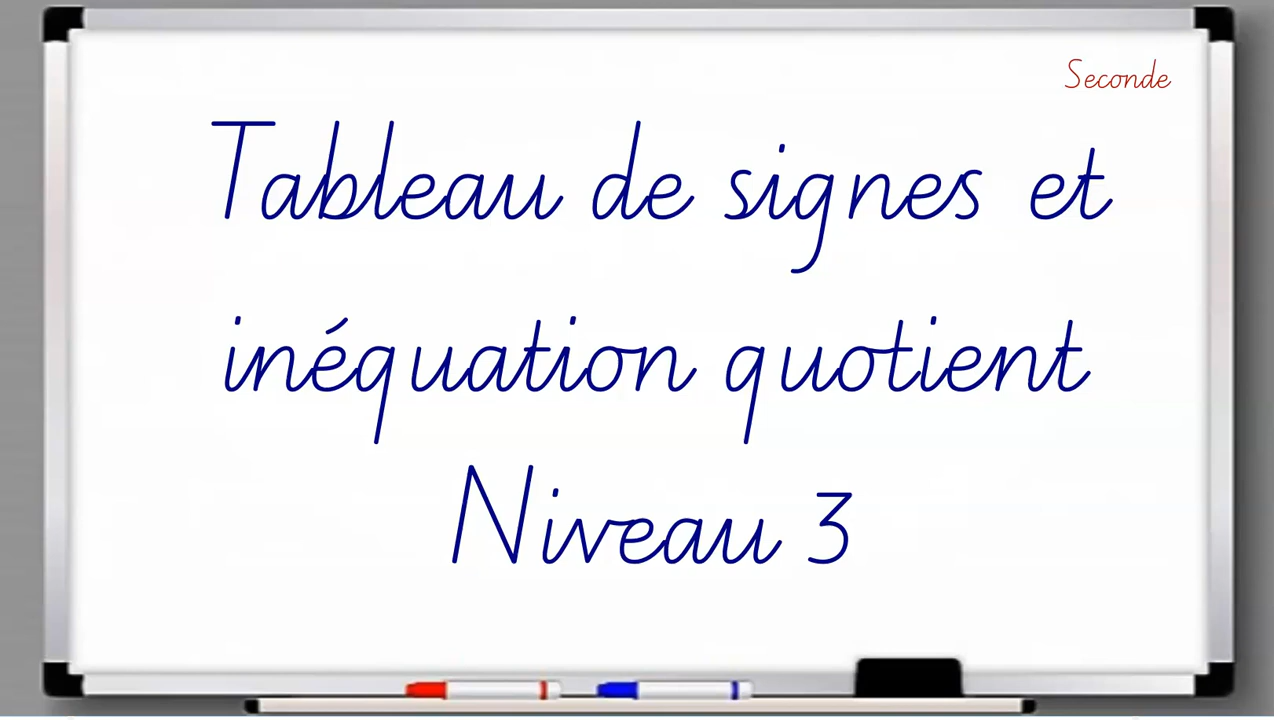 Seconde
Tableau de signes et
inéquation quotient
Niveau 3